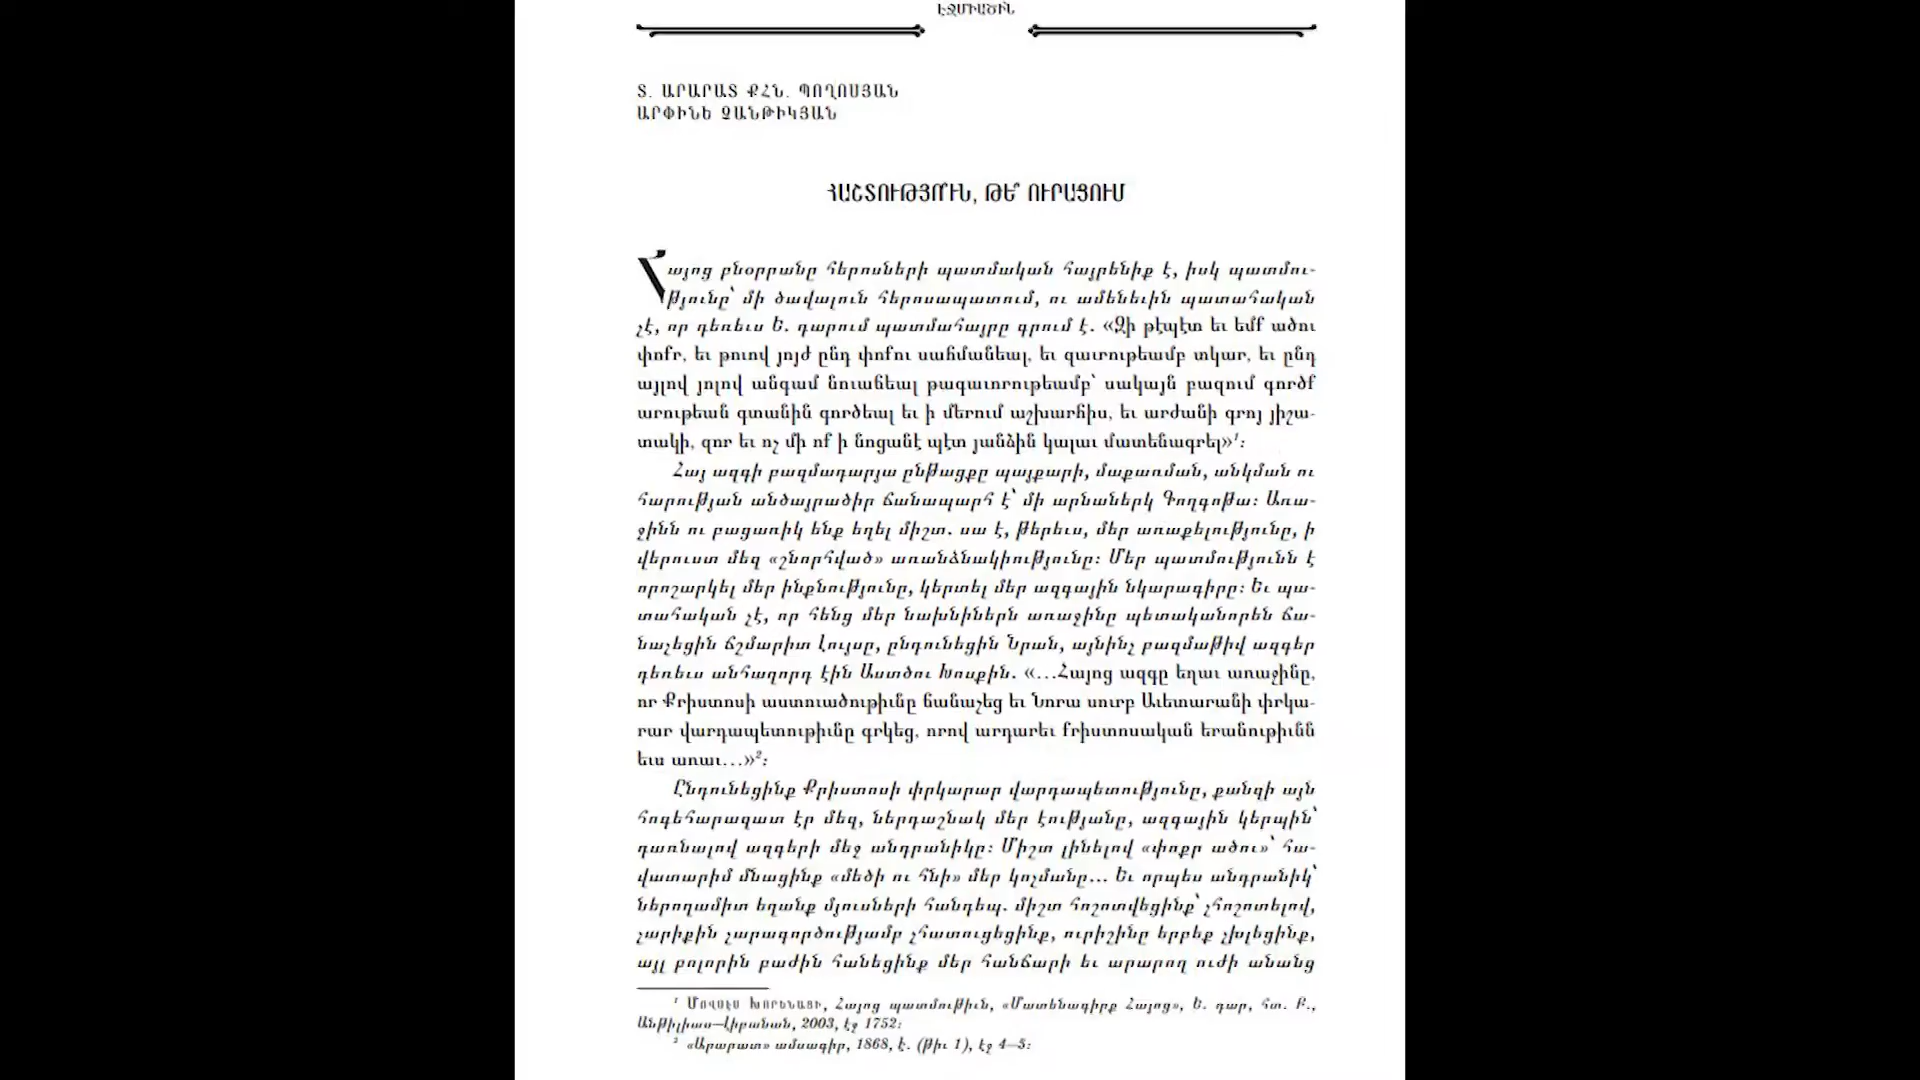 ԷՋՄԻԱԾԻՆ
Տ. ԱՐԱՐԱՏ ՔՀՆ. ՊՈՂՈՍՅԱՆ
ԱՐՓԻՆԵ ՋԱՆԹԻԿՅԱՆ
ՀԱՇՏՈՒԹՅՈ՞ՒՆ, ԹԵ՞ ՈՒՐԱՑՈՒՄ
Հայոց բնօրրանը հերոսների պատմական հայրենիք է, իսկ պատմու-
թյունը՝ մի ծավալուն հերոսապատում, ու ամենեւին պատահական
չէ, որ դեռեւս Ե. դարում պատմահայրը գրում է. «Զի թէպէտ եւ եմք ածու
փոքր, եւ թուով յոյժ ընդ փոքու սահմանեալ, եւ զաւրութեամբ տկար, եւ ընդ
այլով յոլով անգամ նուաճեալ թագաւորութեամբ՝ սակայն բազում գործք
արութեան գտանին գործեալ եւ ի մերում աշխարհիս, եւ արժանի գրոյ յիշա-
տակի, զոր եւ ոչ մի ոք ի նոցանէ պէտ յանձին կալաւ մատենագրել»¹։
Հայ ազգի բազմադարյա ընթացքը պայքարի, մաքառման, անկման ու
հարության անծայրածիր ճանապարհ է՝ մի արնաներկ Գողգոթա։ Առա-
ջինն ու բացառիկ ենք եղել միշտ. սա է, թերեւս, մեր առաքելությունը, ի
վերուստ մեզ «շնորհված» առանձնակիությունը։ Մեր պատմությունն է
որոշարկել մեր ինքնությունը, կերտել մեր ազգային նկարագիրը։ Եւ պա-
տահական չէ, որ հենց մեր նախնիներն առաջինը պետականորեն ճա-
նաչեցին ճշմարիտ Լույսը, ընդունեցին Նրան, այնինչ բազմաթիվ ազգեր
դեռեւս անհաղորդ էին Աստծու Խոսքին. «…Հայոց ազգը եղաւ առաջինը,
որ Քրիստոսի աստուածութիւնը ճանաչեց եւ Նորա սուրբ Աւետարանի փրկա-
րար վարդապետութիւնը գրկեց, որով արդարեւ քրիստոսական երանութիւնն
եւս առաւ…»²։
Ընդունեցինք Քրիստոսի փրկարար վարդապետությունը, քանզի այն
հոգեհարազատ էր մեզ, ներդաշնակ մեր էությանը, ազգային կերպին՝
դառնալով ազգերի մեջ անդրանիկը։ Միշտ լինելով «փոքր ածու»՝ հա-
վատարիմ մնացինք «մեծի ու հնի» մեր կոչմանը… Եւ որպես անդրանիկ՝
ներողամիտ եղանք մյուսների հանդեպ. միշտ հոշոտվեցինք՝ չհոշոտելով,
չարիքին չարագործությամբ չհատուցեցինք, ուրիշինը երբեք չխլեցինք,
այլ բոլորին բաժին հանեցինք մեր հանճարի եւ արարող ուժի անանց
¹ ՄՈՎՍԷՍ ԽՈՐԵՆԱՑԻ, Հայոց պատմութիւն, «Մատենագիրք Հայոց», Ե. դար, հտ. Բ.,
Անթիլիաս–Լիբանան, 2003, էջ 1752։
² «Արարատ» ամսագիր, 1868, է. (թիւ 1), էջ 4–5։